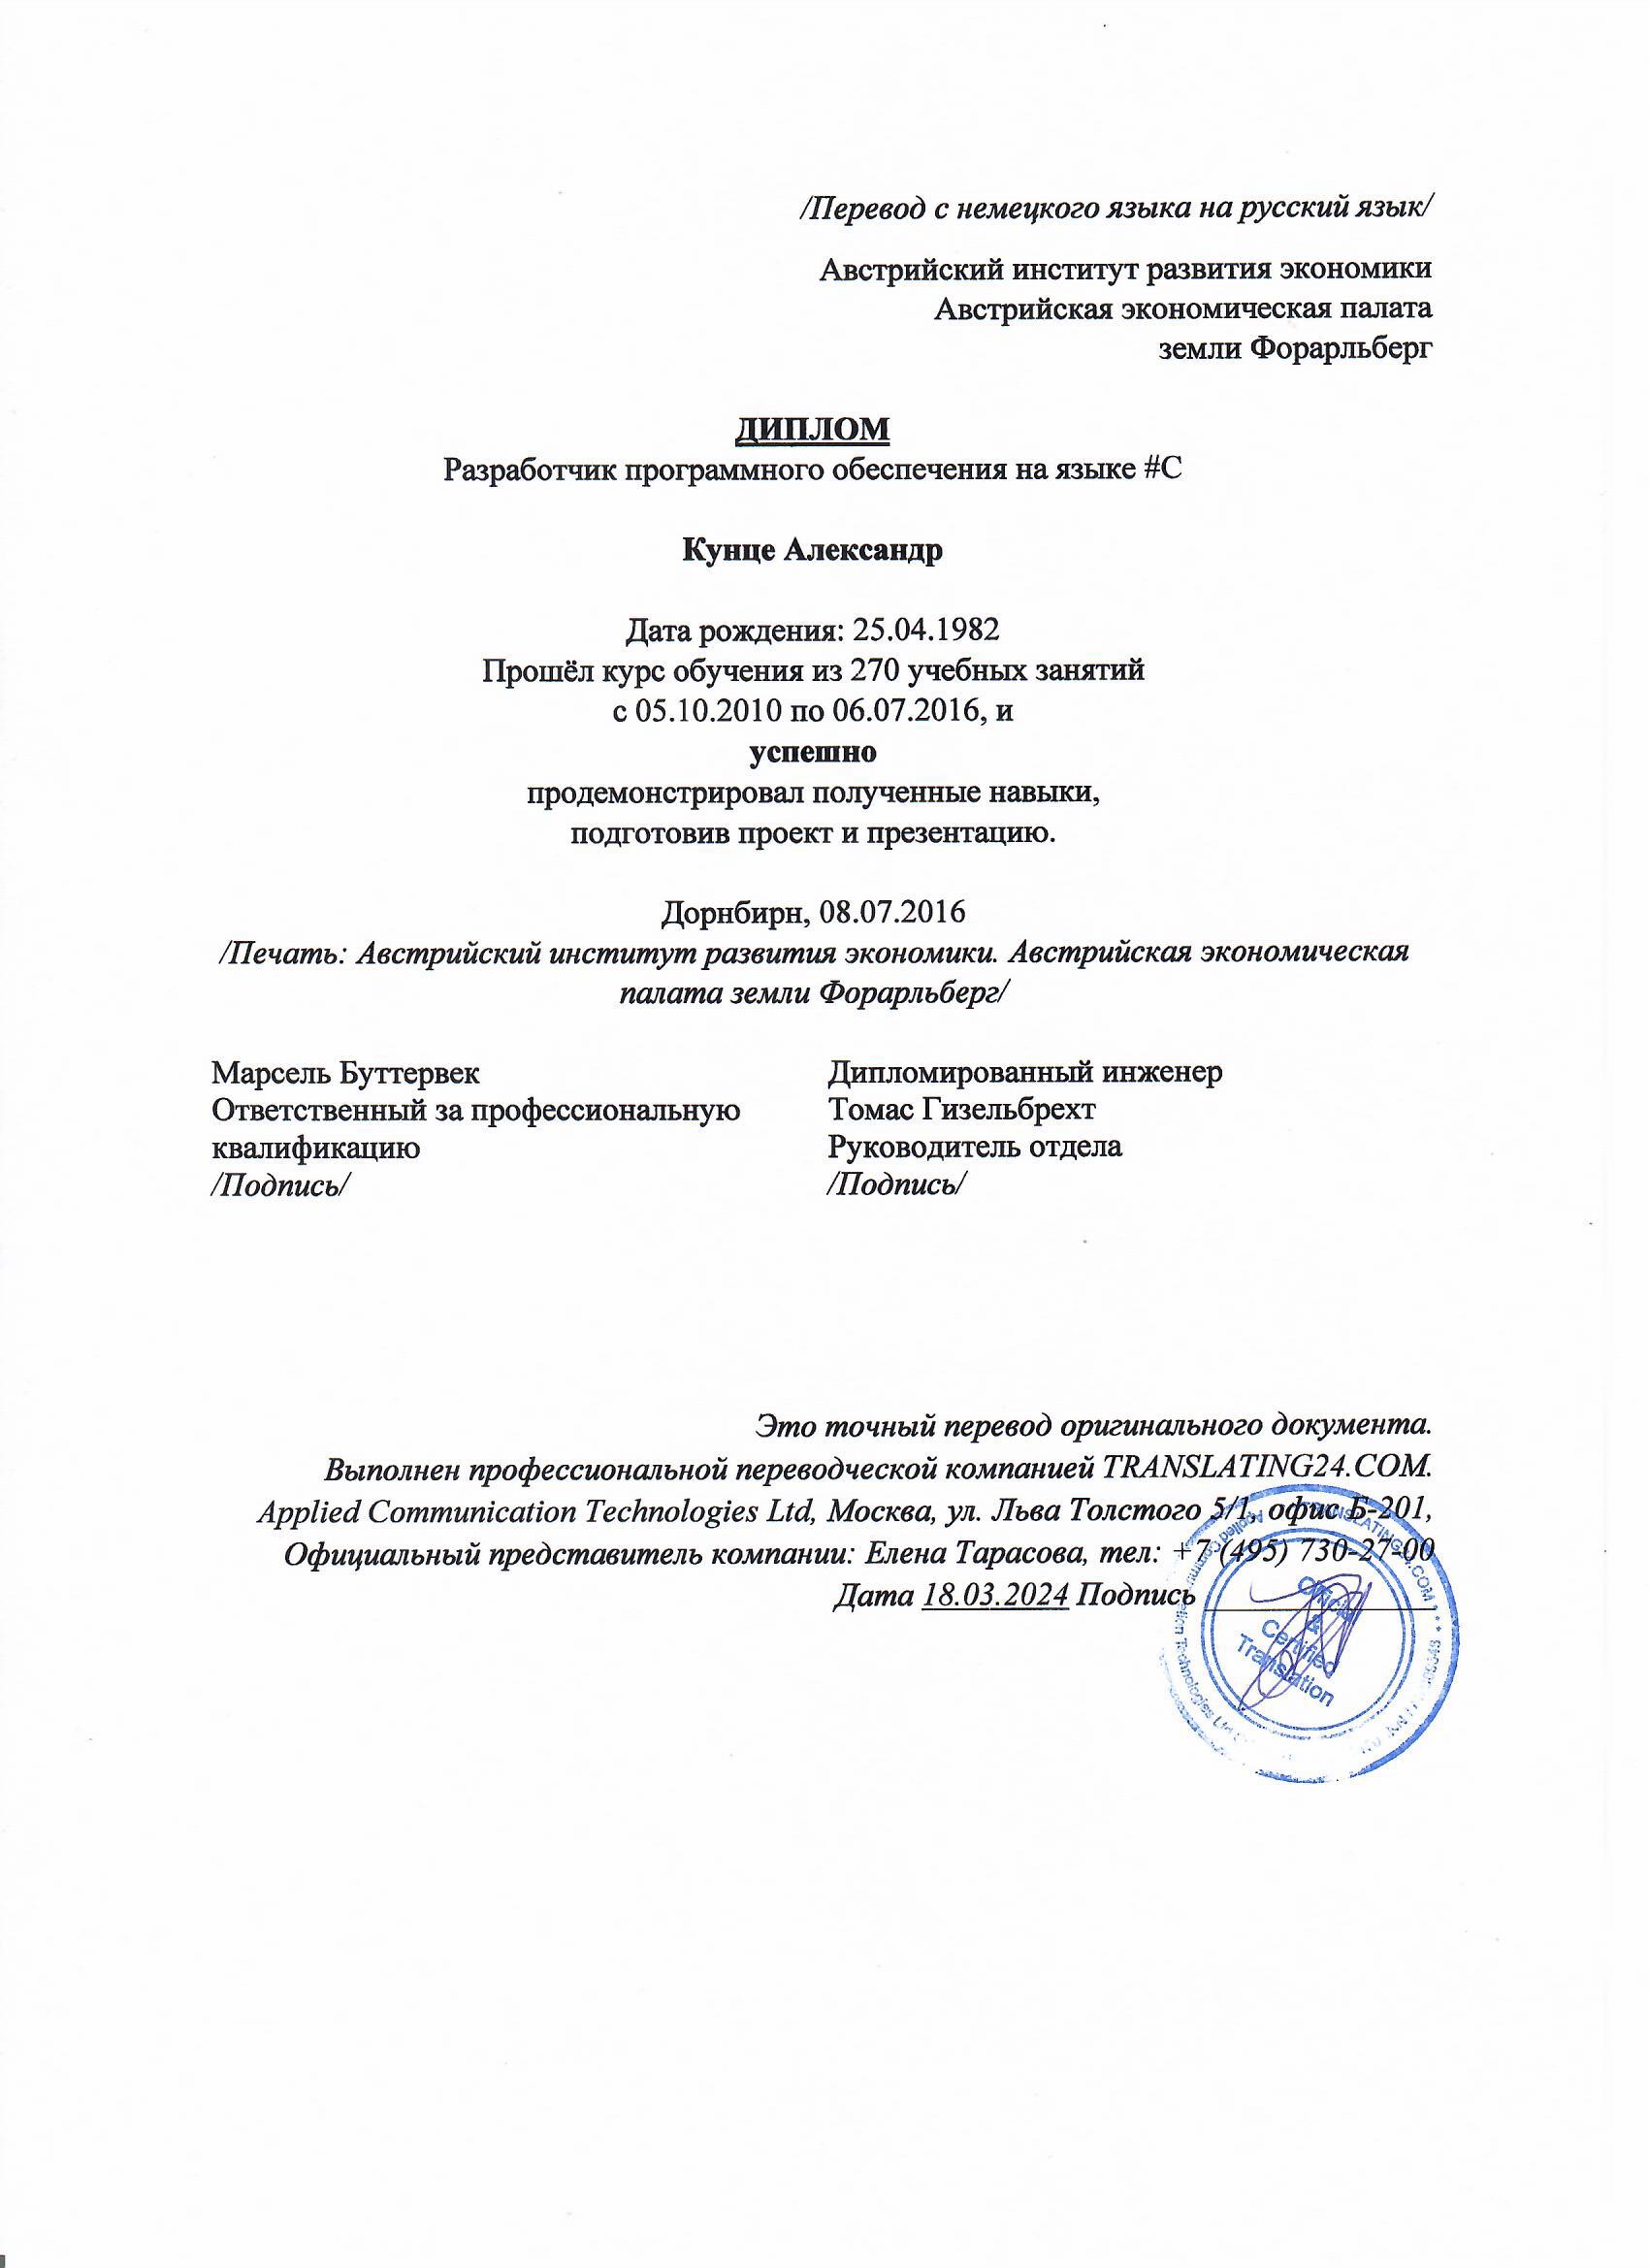 /Перевод с немецкого языка на русский язык/
Австрийский институт развития экономики
Австрийская экономическая палата
земли Форарльберг
ДИПЛОМ
Разработчик программного обеспечения на языке #C
Кунце Александр
Дата рождения: 25.04.1982
Прошёл курс обучения из 270 учебных занятий
с 05.10.2010 по 06.07.2016, и
успешно
продемонстрировал полученные навыки,
подготовив проект и презентацию.
Дорнбирн, 08.07.2016
/Печать: Австрийский институт развития экономики. Австрийская экономическая
палата земли Форарльберг/
Марсель Буттервек
Ответственный за профессиональную
квалификацию
/Подпись/
Дипломированный инженер
Томас Гизельбрехт
Руководитель отдела
/Подпись/
Это точный перевод оригинального документа.
Выполнен профессиональной переводческой компанией TRANSLATING24.COM.
Applied Communication Technologies Ltd, Москва, ул. Льва Толстого 5/1, офис Б-201,
Официальный представитель компании: Елена Тарасова, тел: +7 (495) 730-27-00
Дата 18.03.2024 Подпись
TRANSLATING24.COM
Applied Technologies Ltd
&
Certified
Translation